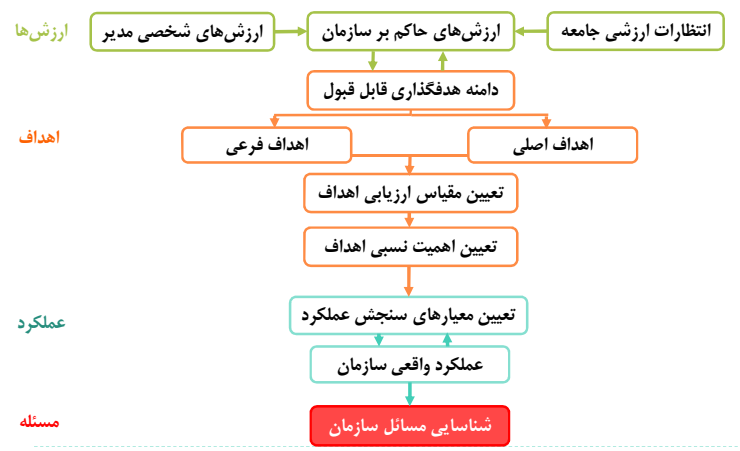 ارزش‌ها
انتظارات ارزشی جامعه
ارزش‌های حاکم بر سازمان
ارزش‌های شخصی مدیر
دامنه هدفگذاری قابل قبول
اهداف
اهداف اصلی
اهداف فرعی
تعیین مقیاس ارزیابی اهداف
تعیین اهمیت نسبی اهداف
عملکرد
تعیین معیارهای سنجش عملکرد
عملکرد واقعی سازمان
مسئله
شناسایی مسائل سازمان